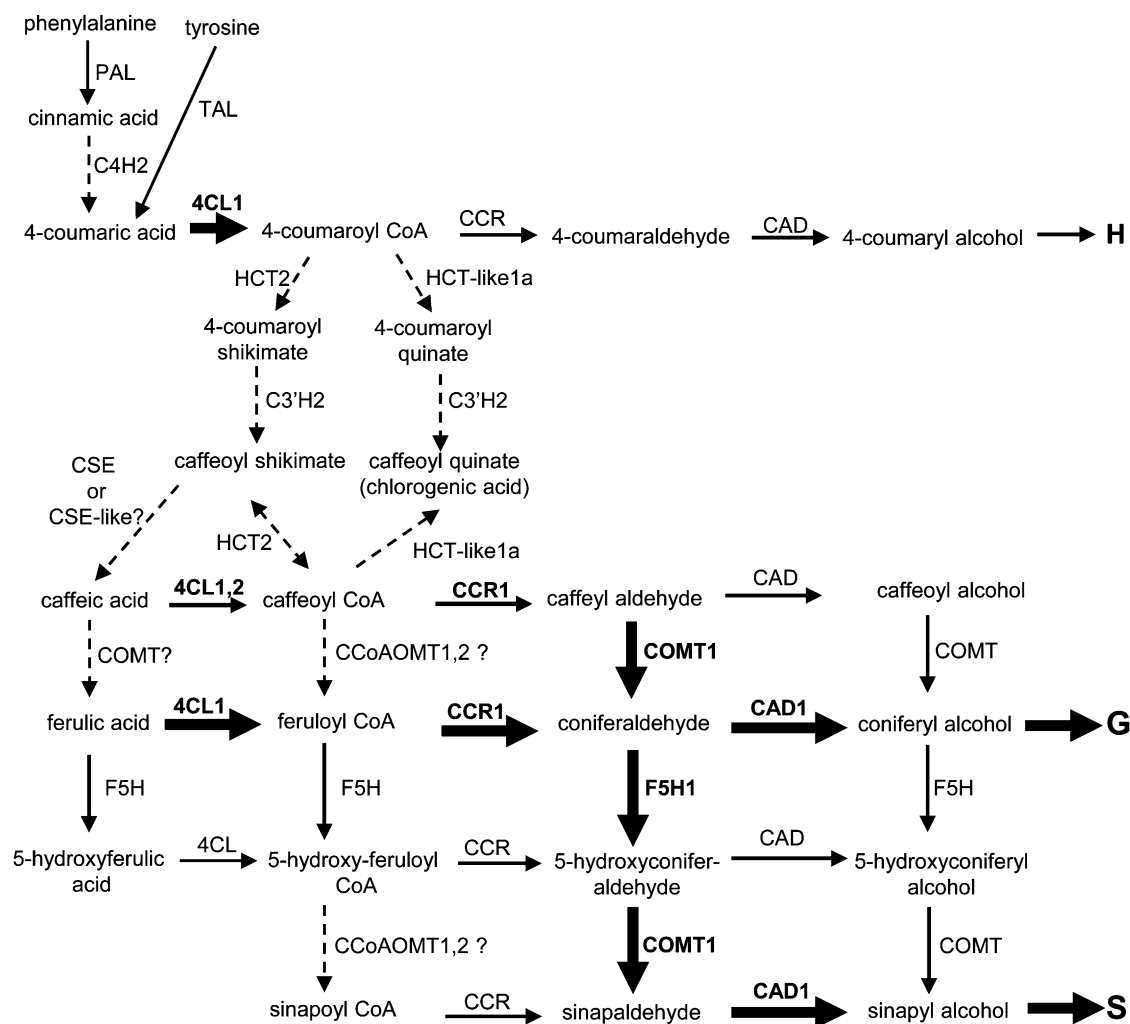 phenylalanine
tyrosine
PAL
TAL
cinnamic acid
C4H2
4-coumaric acid
4CL1
4-coumaroyl CoA
CCR
4-coumaraldehyde
CAD
4-coumaryl alcohol
H
HCT2
HCT-like1a
4-coumaroyl
shikimate
4-coumaroyl
quinate
C3’H2
C3’H2
caffeoyl shikimate
caffeoyl quinate
(chlorogenic acid)
CSE
or
CSE-like?
HCT2
HCT-like1a
caffeic acid
4CL1,2
caffeoyl CoA
CCR1
caffeyl aldehyde
CAD
caffeoyl alcohol
COMT?
CCoAOMT1,2 ?
COMT1
COMT
ferulic acid
4CL1
feruloyl CoA
CCR1
coniferaldehyde
CAD1
coniferyl alcohol
G
F5H
F5H
F5H1
F5H
5-hydroxyferulic
acid
4CL
5-hydroxy-feruloyl
CoA
CCR
5-hydroxyconifer-
aldehyde
CAD
5-hydroxyconiferyl
alcohol
CCoAOMT1,2 ?
COMT1
COMT
sinapoyl CoA
CCR
sinapaldehyde
CAD1
sinapyl alcohol
S